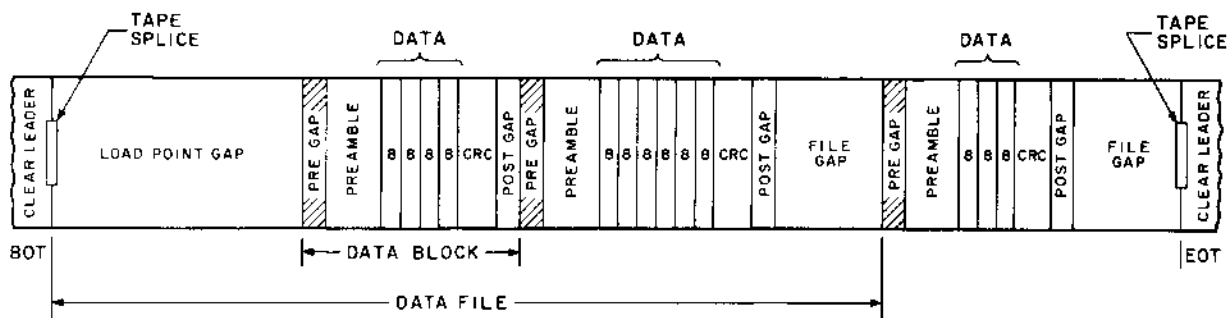 TAPE
SPLICE
DATA
DATA
DATA
TAPE
SPLICE
CLEAR LEADER
LOAD POINT GAP
PRE GAP
PREAMBLE
8 8 8 8 CRC
POST GAP
PRE GAP
PREAMBLE
8 8 8 8 8 8 CRC
POST GAP
FILE
GAP
PRE GAP
PREAMBLE
8 8 8 CRC
POST GAP
FILE
GAP
CLEAR LEADER
BOT
DATA BLOCK
EOT
DATA FILE